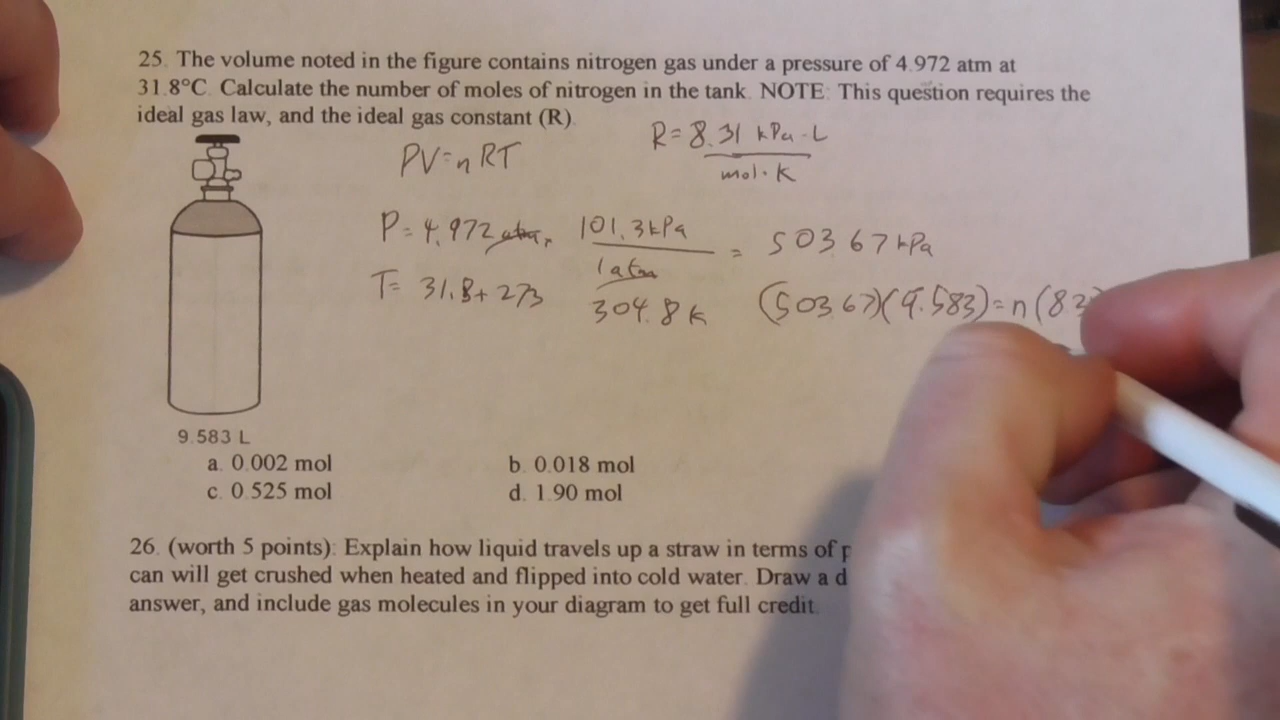 25. The volume noted in the figure contains nitrogen gas under a pressure of 4.972 atm at
31.8°C. Calculate the number of moles of nitrogen in the tank. NOTE: This question requires the
ideal gas law, and the ideal gas constant (R).
PV=nRT
R=8.31 kPa·L
mol·K
P=4.972 atm. 101.3kPa = 503.67kPa
1atm
T= 31.8+273 304.8K (503.67)(9.583)=n(8.3
9.583 L
a. 0.002 mol b. 0.018 mol
c. 0.525 mol d. 1.90 mol
26. (worth 5 points): Explain how liquid travels up a straw in terms of
can will get crushed when heated and flipped into cold water. Draw a
answer, and include gas molecules in your diagram to get full credit.